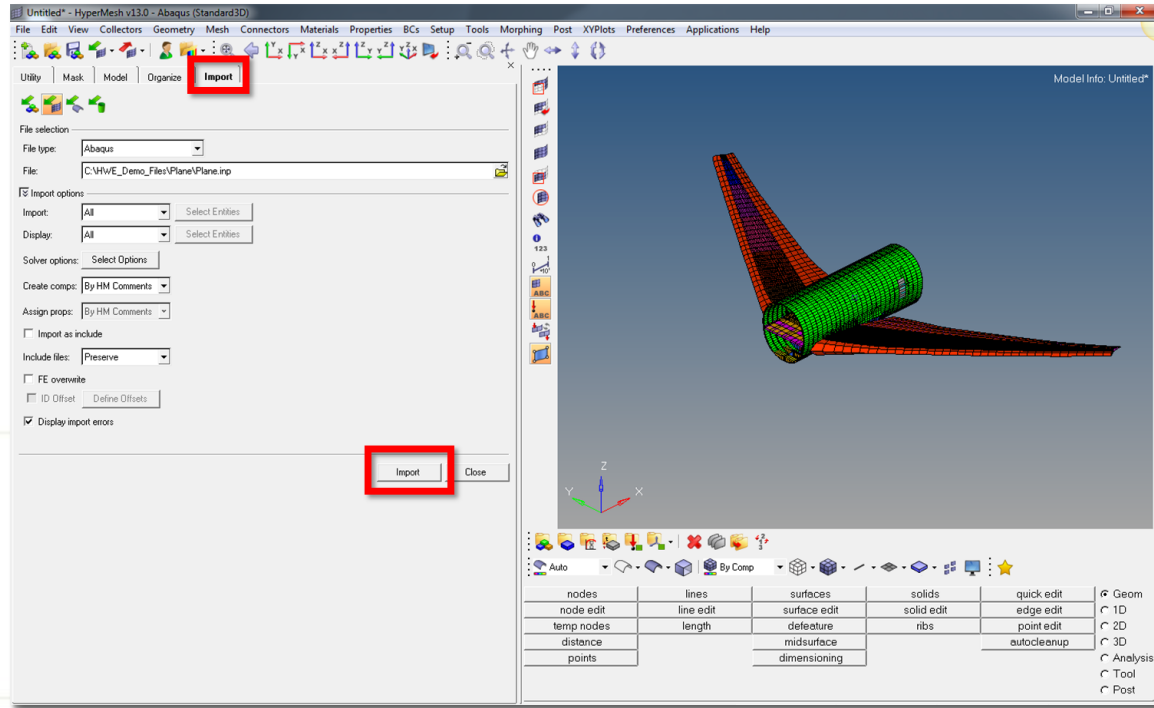 Untitled* - HyperMesh v13.0 - Abaqus (Standard3D)
File Edit View Collectors Geometry Mesh Connectors Materials Properties BCs Setup Tools Morphing Post XYPlots Preferences Applications Help
Utility Mask Model Organize Import
File selection
File type: Abaqus
File: C:\HWE_Demo_Files\Plane\Plane.inp
Import options
Import: All Select Entities
Display: All Select Entities
Solver options: Select Options
Create comps: By HM Comments
Assign props: By HM Comments
Import as include
Include files: Preserve
FE overwrite
ID Offset Define Offsets
Display import errors
Import Close
123
ABC
ABC
Model Info: Untitled*
Z
Y X
Auto By Comp
nodes lines surfaces solids quick edit Geom
node edit line edit surface edit solid edit edge edit 1D
temp nodes length defeature ribs point edit 2D
distance midsurface autocleanup 3D
points dimensioning Analysis
Tool
Post